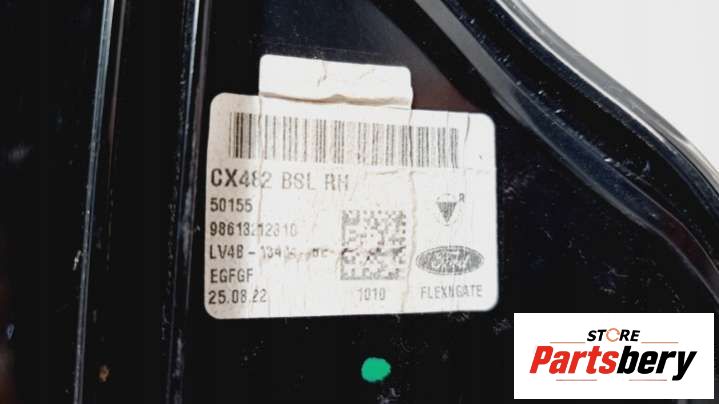 CX482 BSL RH
50155
98613212310
LV4B -
EGFGF
25.08.22
1010
R
Ford
FLEXNGATE
STORE
Partsbery